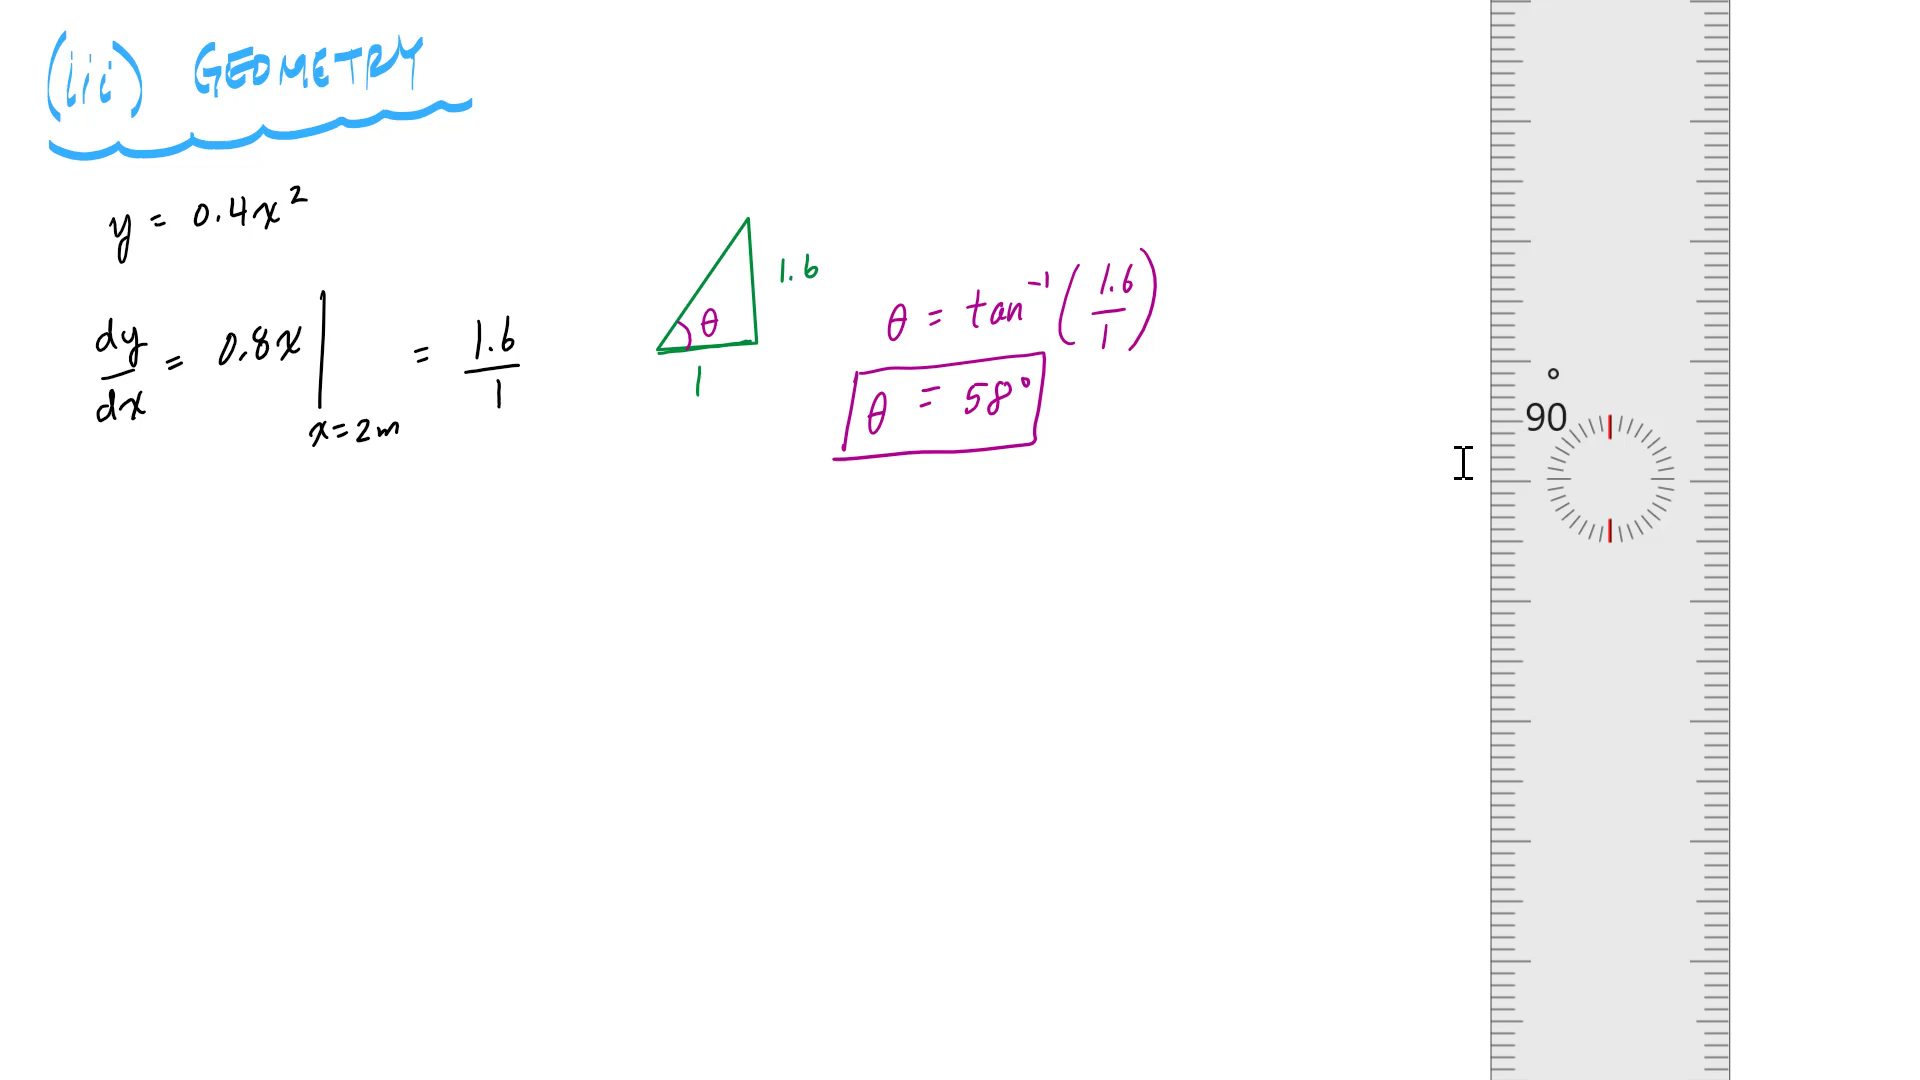 (iii) GEOMETRY
y = 0.4x²
dy/dx = 0.8x | x=2m = 1.6/1
1.6
θ
1
θ = tan⁻¹(1.6/1)
θ = 58°
°
90